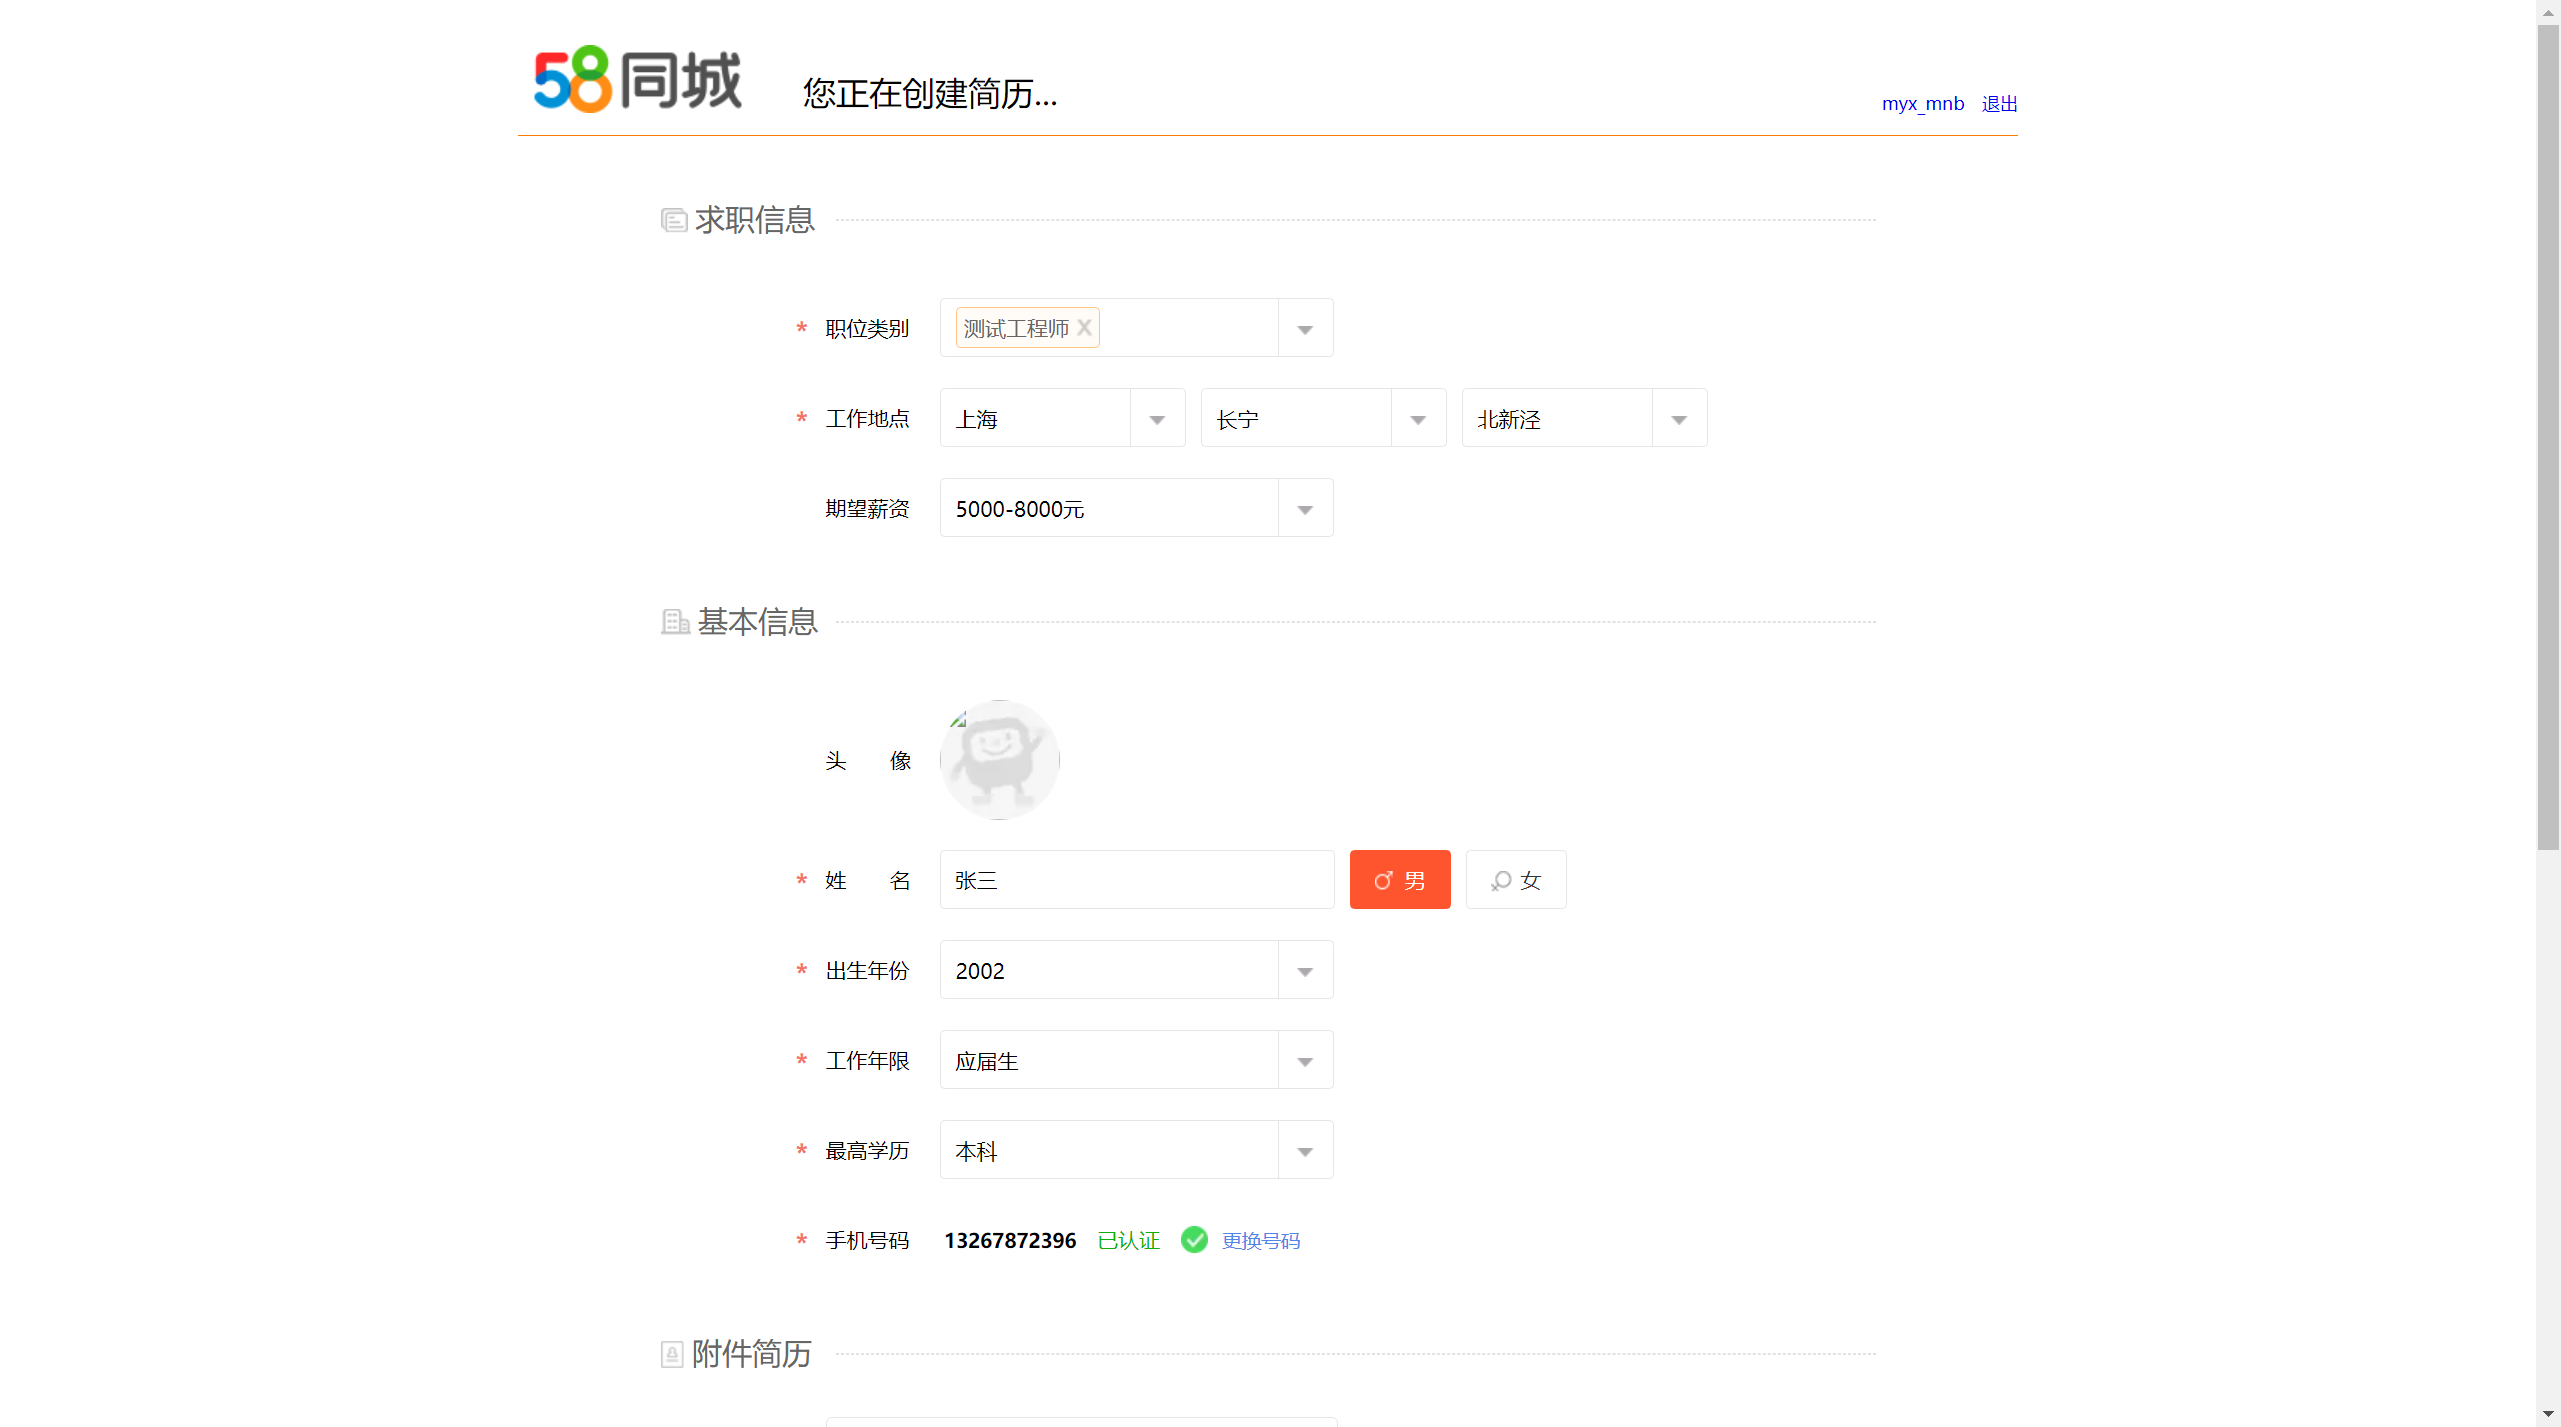 58同城
您正在创建简历...
myx_mnb 退出
求职信息
* 职位类别 测试工程师 X
* 工作地点 上海 长宁 北新泾
期望薪资 5000-8000元
基本信息
头 像
* 姓 名 张三 男 女
* 出生年份 2002
* 工作年限 应届生
* 最高学历 本科
* 手机号码 13267872396 已认证 更换号码
附件简历